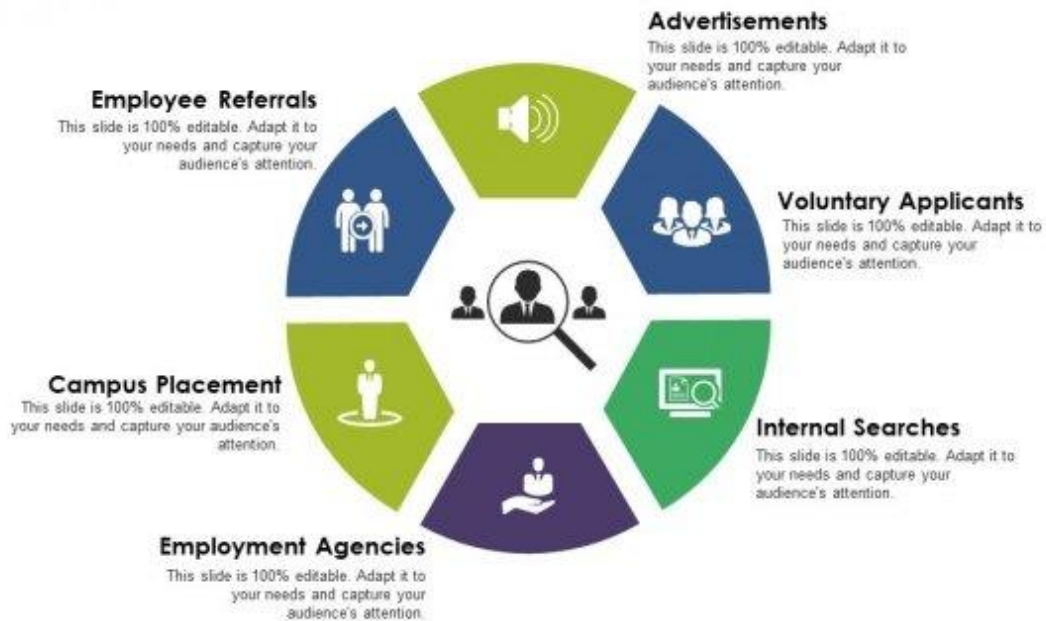 Advertisements
This slide is 100% editable. Adapt it to
your needs and capture your
audience's attention.
Employee Referrals
This slide is 100% editable. Adapt it to
your needs and capture your
audience's attention.
Voluntary Applicants
This slide is 100% editable. Adapt it to
your needs and capture your
audience's attention.
Campus Placement
This slide is 100% editable. Adapt it to
your needs and capture your audience's
attention.
Internal Searches
This slide is 100% editable. Adapt it to
your needs and capture your
audience's attention.
Employment Agencies
This slide is 100% editable. Adapt it to
your needs and capture your
audience's attention.